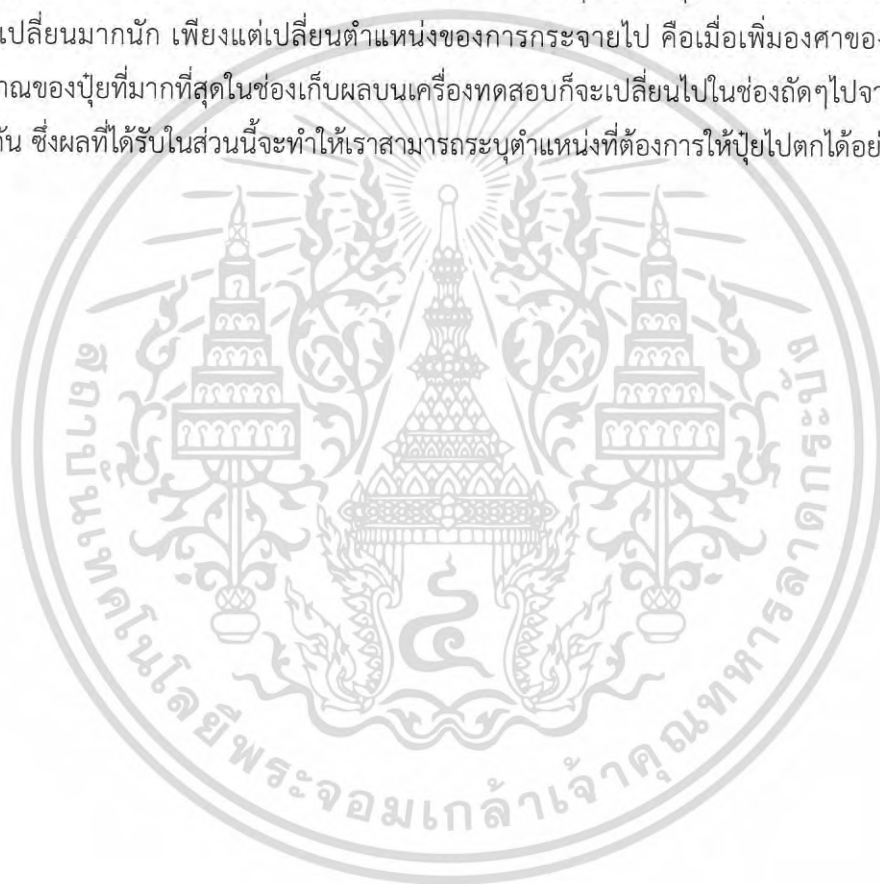 เปลี่ยนมากนัก เพียงแต่เปลี่ยนตำแหน่งของการกระจายไป คือเมื่อเพิ่มองศาของ
าณของปุ๋ยที่มากที่สุดในช่องเก็บผลบนเครื่องทดสอบก็จะเปลี่ยนไปในช่องถัดๆไปจา
กัน ซึ่งผลที่ได้รับในส่วนนี้จะทำให้เราสามารถระบุตำแหน่งที่ต้องการให้ปุ๋ยไปตกได้อย่
สถาบันเทคโนโลยีพระจอมเกล้าเจ้าคุณทหารลาดกระบัง
๔